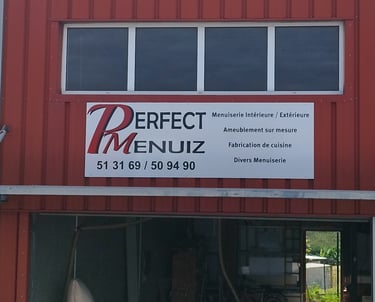 PERFECT
MENUIZ
51 31 69 / 50 94 90
Menuiserie Intérieure / Extérieure
Ameublement sur mesure
Fabrication de cuisine
Divers Menuiserie